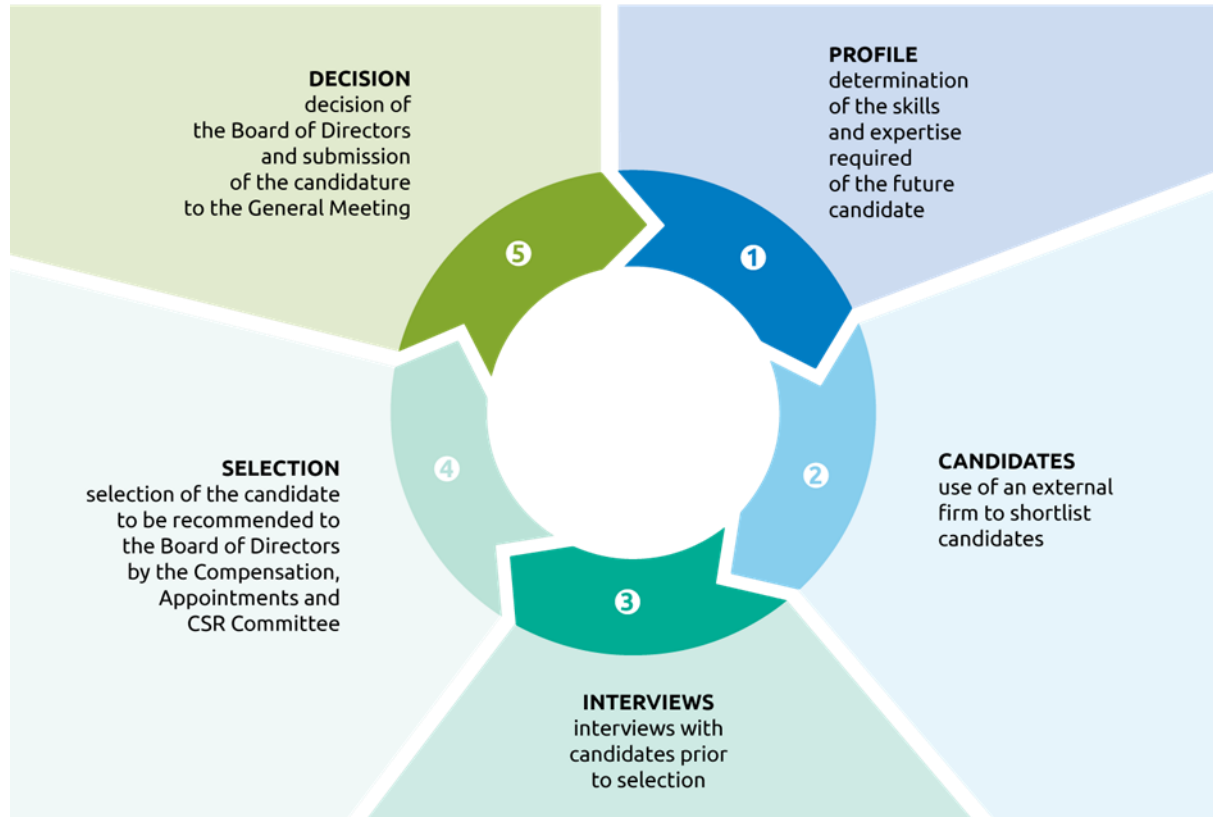 PROFILE
determination
of the skills
and expertise
required
of the future
candidate
1
CANDIDATES
use of an external
firm to shortlist
candidates
2
INTERVIEWS
interviews with
candidates prior
to selection
3
SELECTION
selection of the candidate
to be recommended to
the Board of Directors
by the Compensation,
Appointments and
CSR Committee
4
DECISION
decision of
the Board of Directors
and submission
of the candidature
to the General Meeting
5